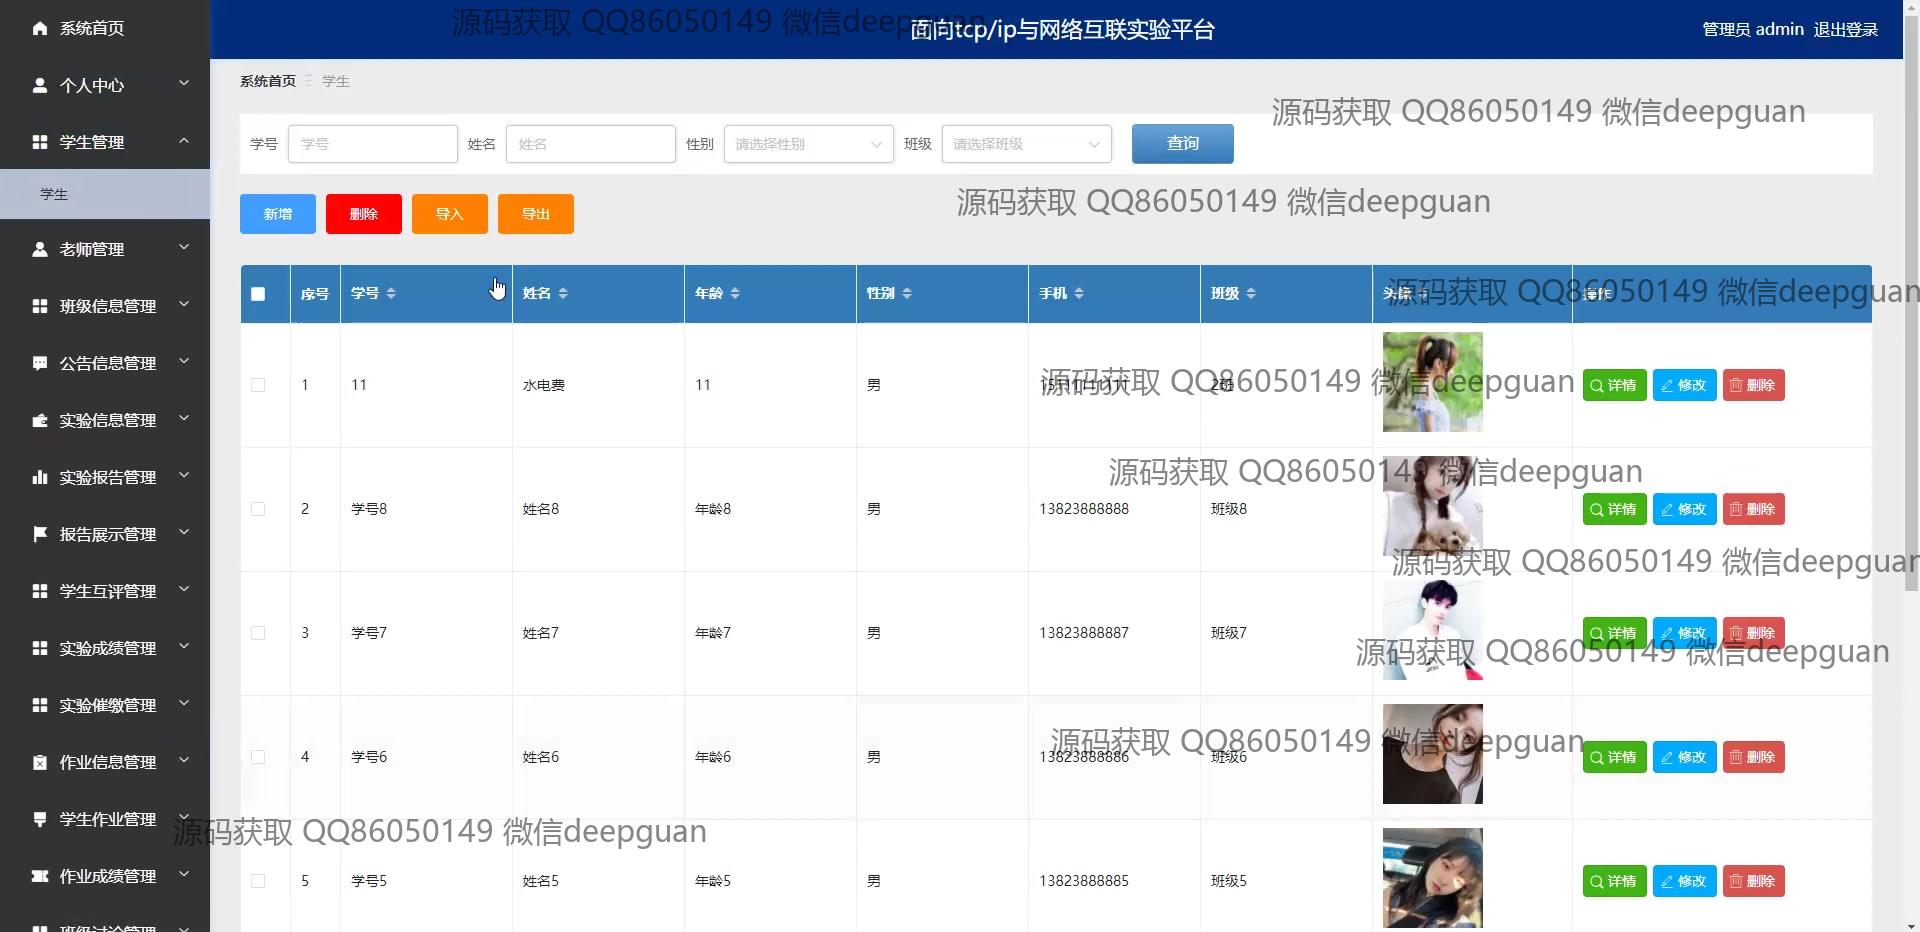 系统首页
个人中心
学生管理
学生
老师管理
班级信息管理
公告信息管理
实验信息管理
实验报告管理
报告展示管理
学生互评管理
实验成绩管理
实验催缴管理
作业信息管理
学生作业管理
作业成绩管理
班级讨论管理
面向tcp/ip与网络互联实验平台
管理员 admin 退出登录
源码获取 QQ86050149 微信deepguan
系统首页 学生
源码获取 QQ86050149 微信deepguan
学号 学号 姓名 姓名 性别 请选择性别 班级 请选择班级 查询
源码获取 QQ86050149 微信deepguan
新增 删除 导入 导出
序号 学号 姓名 年龄 性别 手机 班级 头像 操作
源码获取 QQ86050149 微信deepguan
1 11 水电费 11 男 15111111111 2班 详情 修改 删除
源码获取 QQ86050149 微信deepguan
源码获取 QQ86050149 微信deepguan
2 学号8 姓名8 年龄8 男 13823888888 班级8 详情 修改 删除
源码获取 QQ86050149 微信deepguan
3 学号7 姓名7 年龄7 男 13823888887 班级7 详情 修改 删除
源码获取 QQ86050149 微信deepguan
源码获取 QQ86050149 微信deepguan
4 学号6 姓名6 年龄6 男 13823888886 班级6 详情 修改 删除
源码获取 QQ86050149 微信deepguan
5 学号5 姓名5 年龄5 男 13823888885 班级5 详情 修改 删除